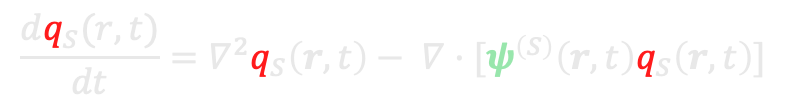 d𝒒_S(r, t)/dt = ∇²𝒒_S(𝒓, t) − ∇ · [𝝍^(S)(𝒓, t)𝒒_S(𝒓, t)]